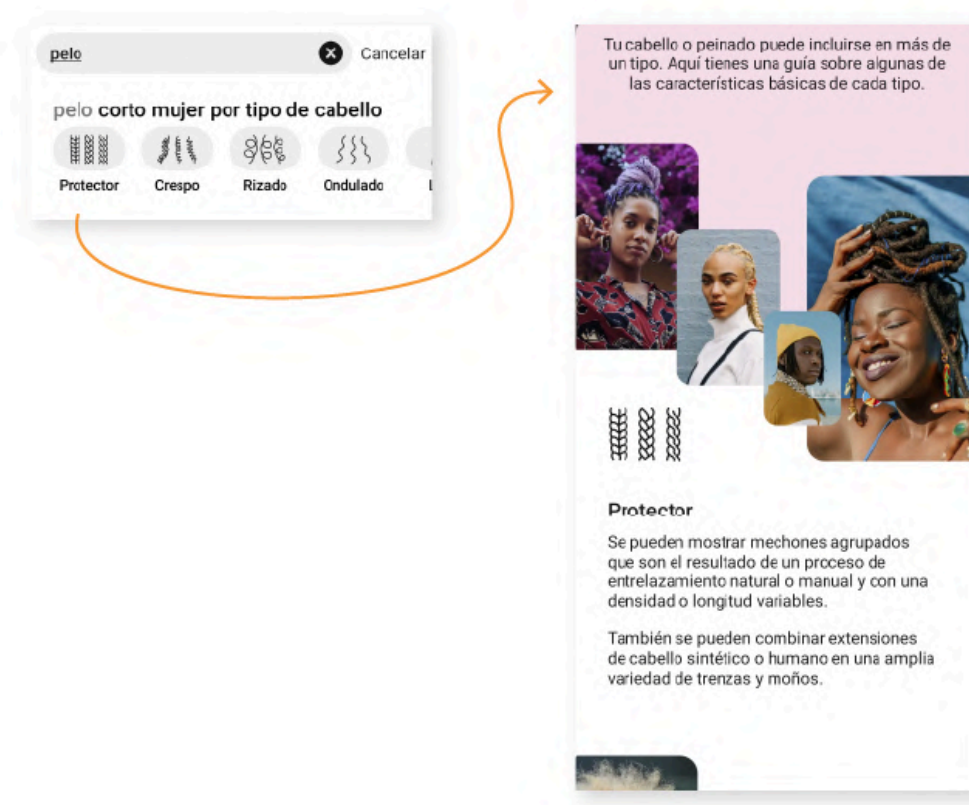 pelo
Cancelar
pelo corto mujer por tipo de cabello
Protector
Crespo
Rizado
Ondulado
Tu cabello o peinado puede incluirse en más de
un tipo. Aquí tienes una guía sobre algunas de
las características básicas de cada tipo.
Protector
Se pueden mostrar mechones agrupados
que son el resultado de un proceso de
entrelazamiento natural o manual y con una
densidad o longitud variables.
También se pueden combinar extensiones
de cabello sintético o humano en una amplia
variedad de trenzas y moños.